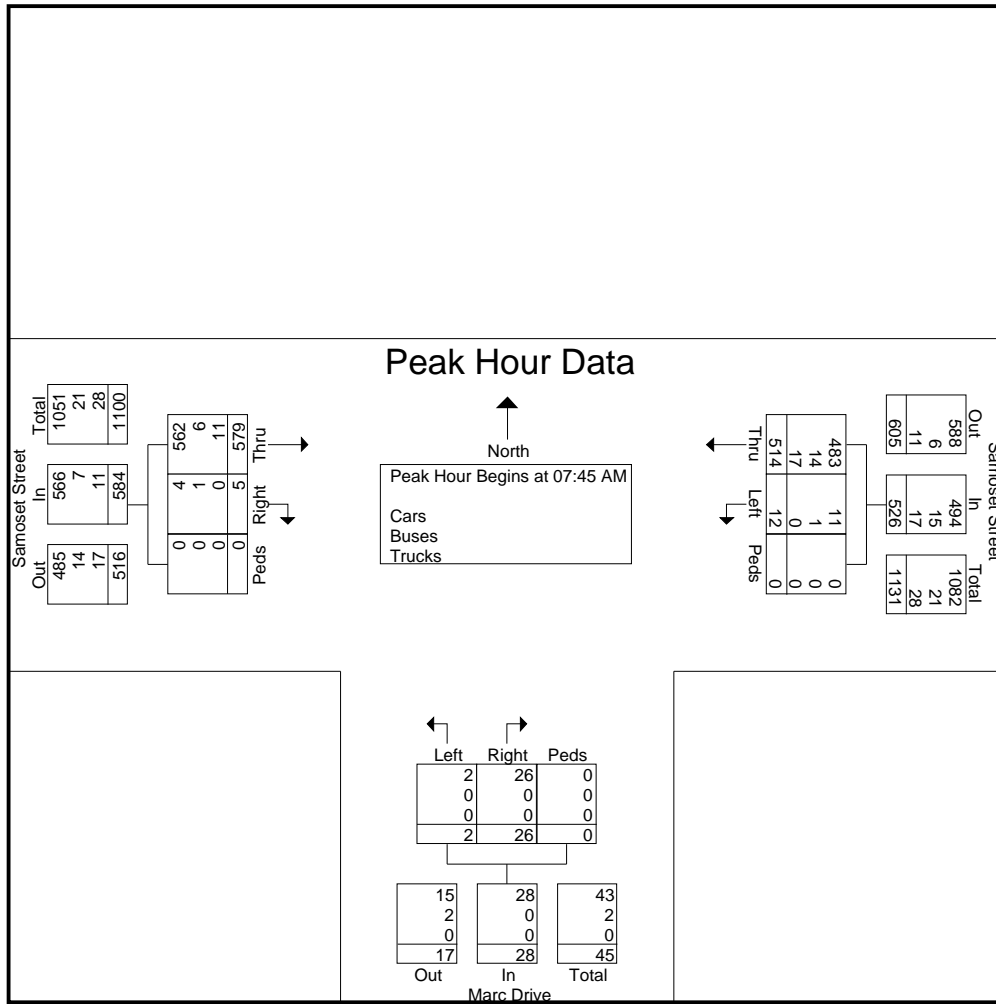 Peak Hour Data
North
Peak Hour Begins at 07:45 AM
Cars
Buses
Trucks
Samoset Street
Total
1051
21
28
1100
In
566
7
11
584
Out
485
14
17
516
Thru
562
6
11
579
Right
4
1
0
5
Peds
0
0
0
0
Samoset Street
Out
588
6
11
605
In
494
15
17
526
Total
1082
21
28
1131
Thru
483
14
17
514
Left
11
1
0
12
Peds
0
0
0
0
Left Right Peds
2 26 0
0 0 0
0 0 0
2 26 0
15 28 43
2 0 2
0 0 0
17 28 45
Out In Total
Marc Drive